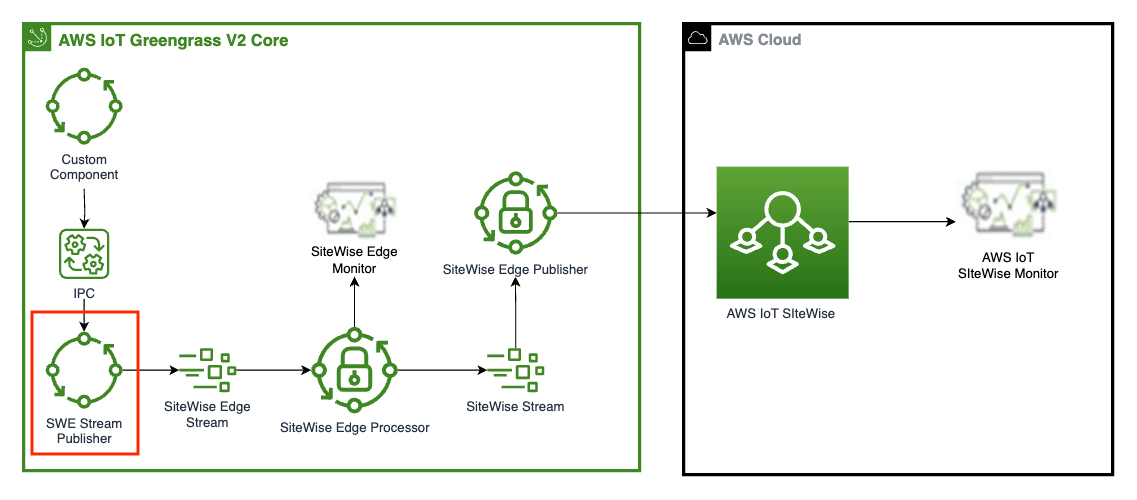 AWS IoT Greengrass V2 Core
Custom
Component
IPC
SWE Stream
Publisher
SiteWise Edge
Stream
SiteWise Edge
Monitor
SiteWise Edge Processor
SiteWise Edge Publisher
SiteWise Stream
AWS Cloud
AWS IoT SIteWise
AWS IoT
SIteWise Monitor